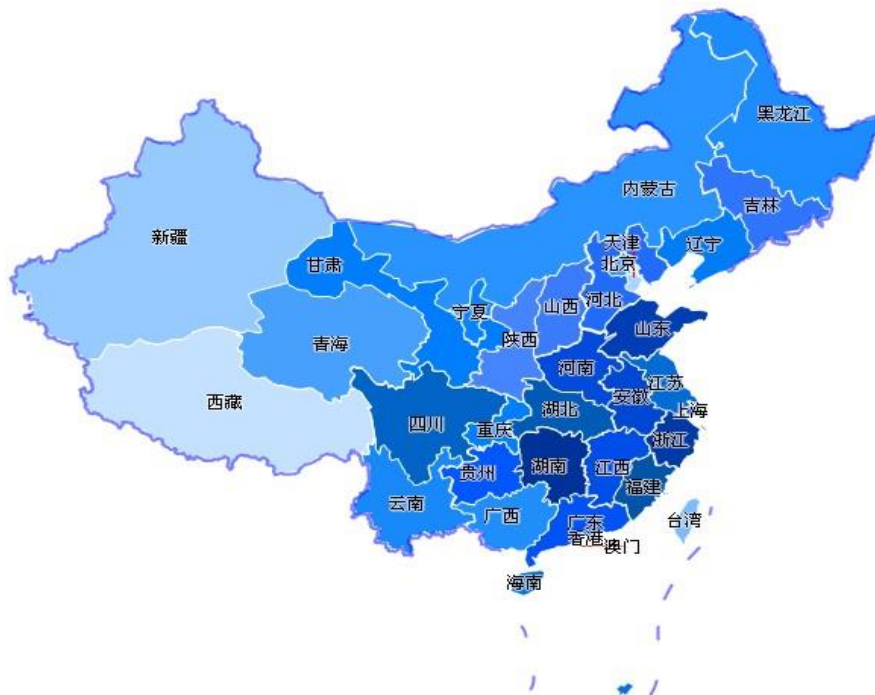 黑龙江
内蒙古
吉林
新疆
天津
辽宁
北京
甘肃
河北
宁夏
山西
山东
青海
陕西
河南
江苏
西藏
安徽
四川
湖北
上海
重庆
浙江
贵州
湖南
江西
福建
云南
广西
广东
台湾
香港
澳门
海南